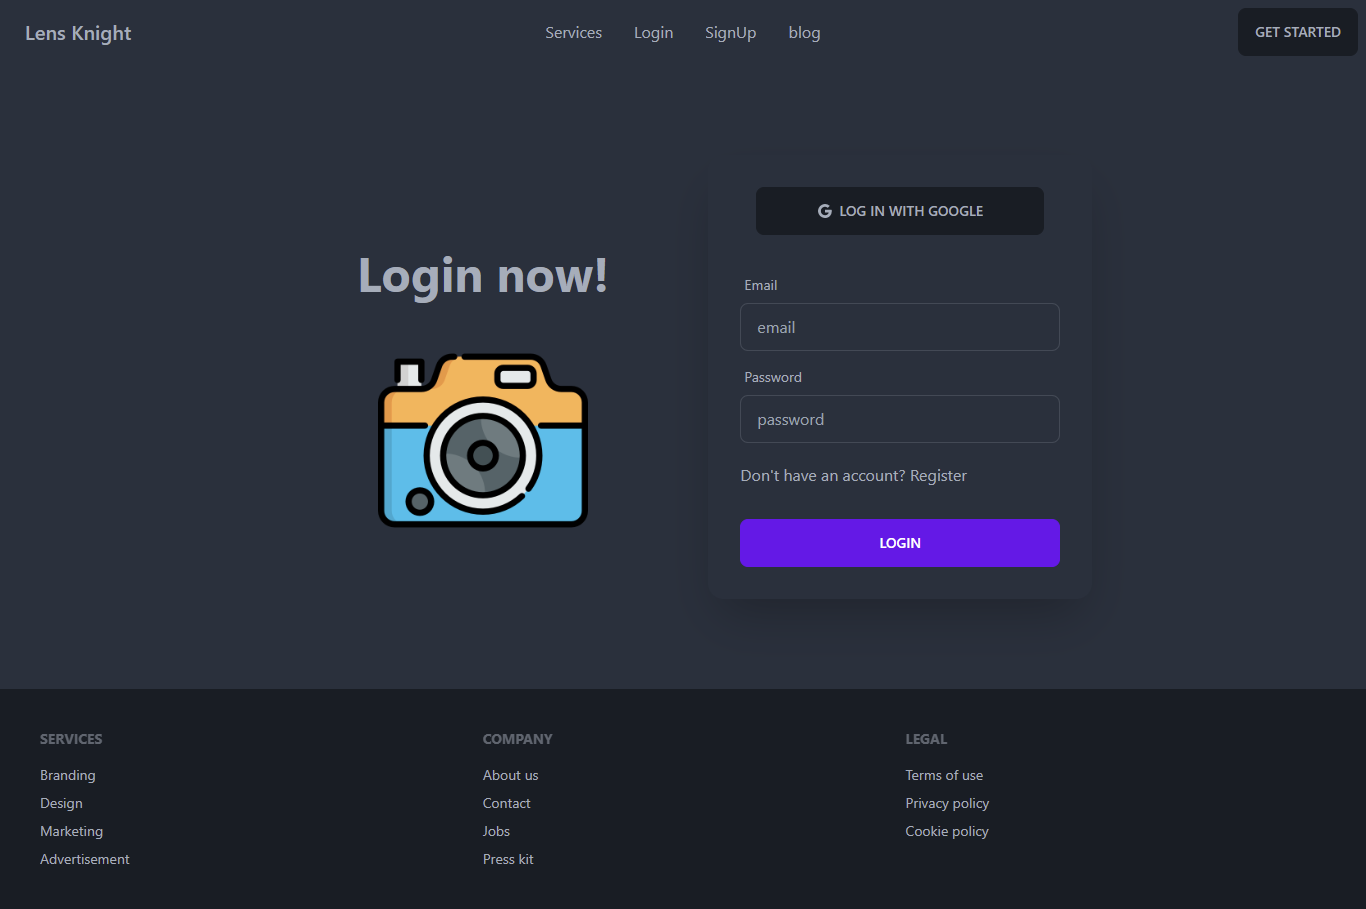 Lens Knight
Services Login SignUp blog
GET STARTED
LOG IN WITH GOOGLE
Login now!
Email
email
Password
password
Don't have an account? Register
LOGIN
SERVICES
Branding
Design
Marketing
Advertisement
COMPANY
About us
Contact
Jobs
Press kit
LEGAL
Terms of use
Privacy policy
Cookie policy